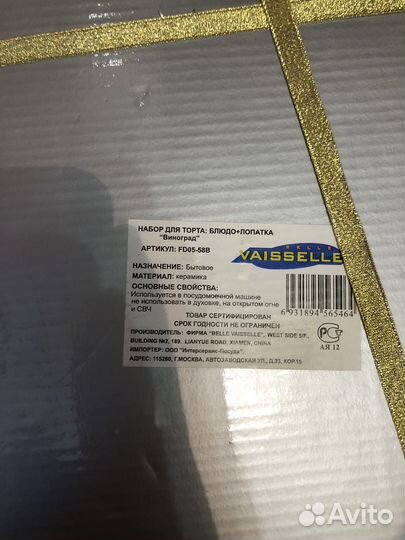 НАБОР ДЛЯ ТОРТА: БЛЮДО+ЛОПАТКА
"Виноград"
АРТИКУЛ: FD05-58B
BELLE
VAISSELLE
НАЗНАЧЕНИЕ: Бытовое
МАТЕРИАЛ: керамика
ОСНОВНЫЕ СВОЙСТВА:
Используется в посудомоечной машине
не использовать в духовке, на открытом огне
и СВЧ
6 931894 565464
ТОВАР СЕРТИФИЦИРОВАН
СРОК ГОДНОСТИ НЕ ОГРАНИЧЕН
ПРОИЗВОДИТЕЛЬ: ФИРМА "BELLE VAISSELLE", WEST SIDE 5/F,
BUILDING №2, 189. LIANYUE ROAD, XIAMEN, CHINA
ИМПОРТЕР: ООО "Интерсервис-Посуда".
АДРЕС: 115280, Г.МОСКВА, АВТОЗАВОДСКАЯ УЛ., Д.23, КОР.15
РСТ
АЯ 12
Avito